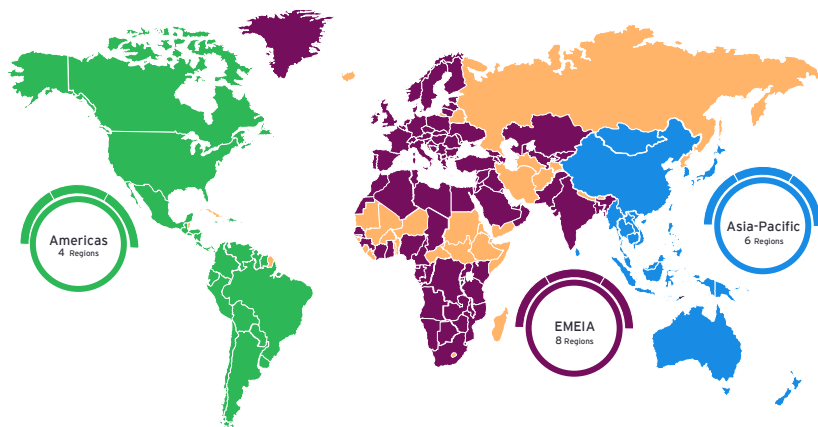 Americas
4 Regions
Asia-Pacific
6 Regions
EMEIA
8 Regions